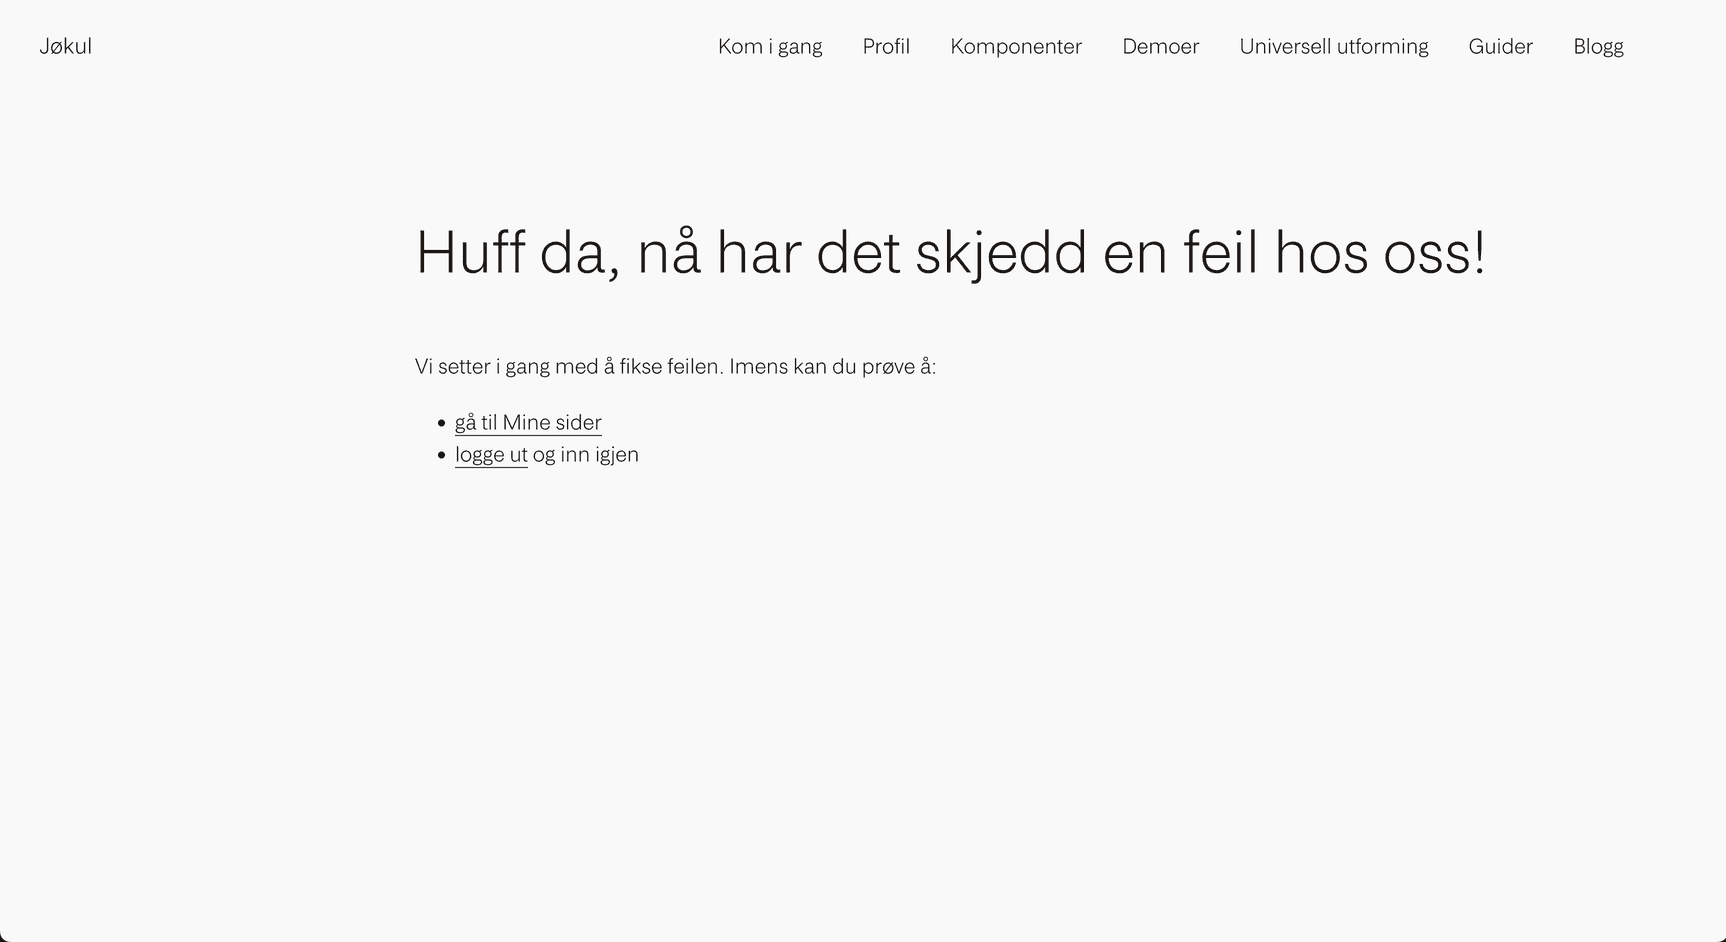 Jøkul
Kom i gang Profil Komponenter Demoer Universell utforming Guider Blogg
Huff da, nå har det skjedd en feil hos oss!
Vi setter i gang med å fikse feilen. Imens kan du prøve å:
gå til Mine sider
logge ut og inn igjen